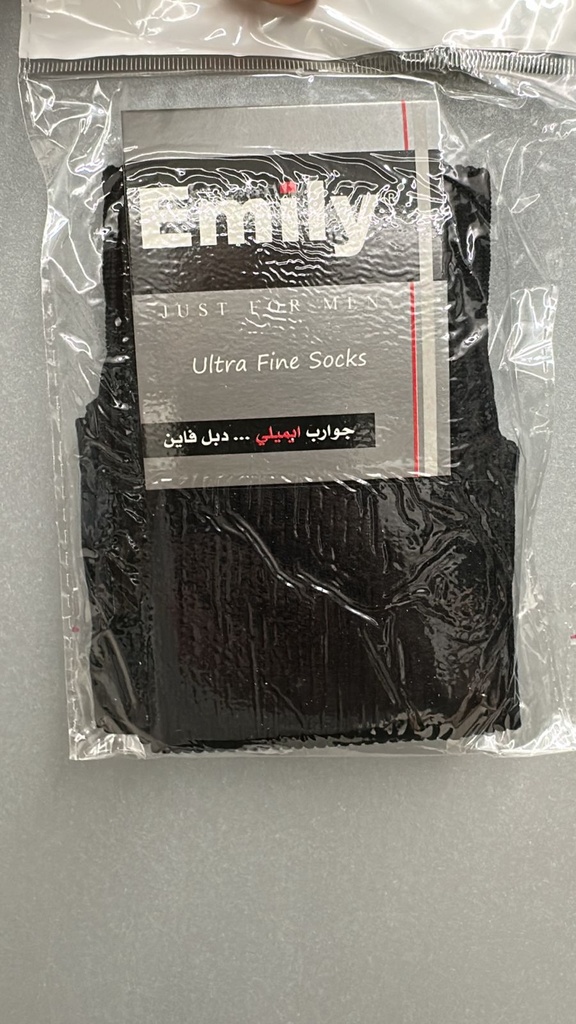 Emily
JUST FOR MEN
Ultra Fine Socks
جوارب ايميلي ... دبل فاين